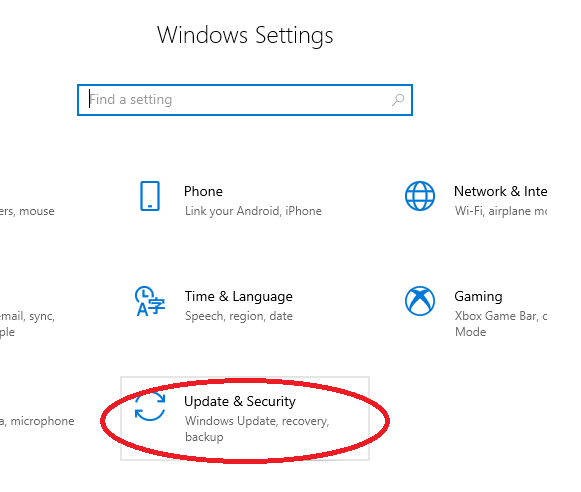 Windows Settings
Find a setting
Phone
Link your Android, iPhone
Network & Inte
Wi-Fi, airplane mo
ers, mouse
Time & Language
Speech, region, date
Gaming
Xbox Game Bar, c
Mode
email, sync,
ple
Update & Security
Windows Update, recovery,
backup
a, microphone